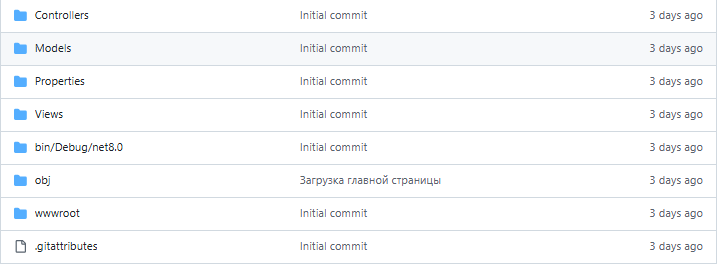 Controllers Initial commit 3 days ago
Models Initial commit 3 days ago
Properties Initial commit 3 days ago
Views Initial commit 3 days ago
bin/Debug/net8.0 Initial commit 3 days ago
obj Загрузка главной страницы 3 days ago
wwwroot Initial commit 3 days ago
.gitattributes Initial commit 3 days ago